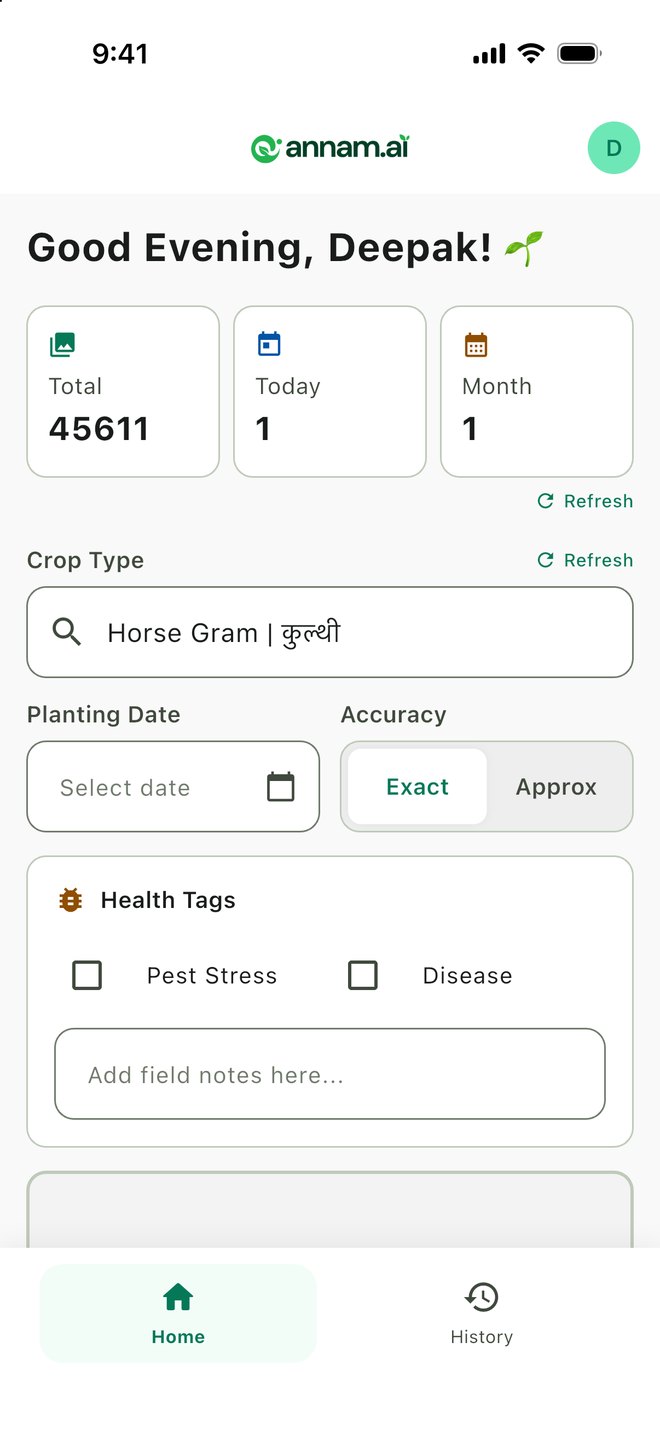 9:41
annam.ai
D
Good Evening, Deepak! 🌱
Total
45611
Today
1
Month
1
Refresh
Crop Type
Refresh
Horse Gram | कुल्थी
Planting Date
Accuracy
Select date
Exact
Approx
Health Tags
Pest Stress
Disease
Add field notes here...
Home
History